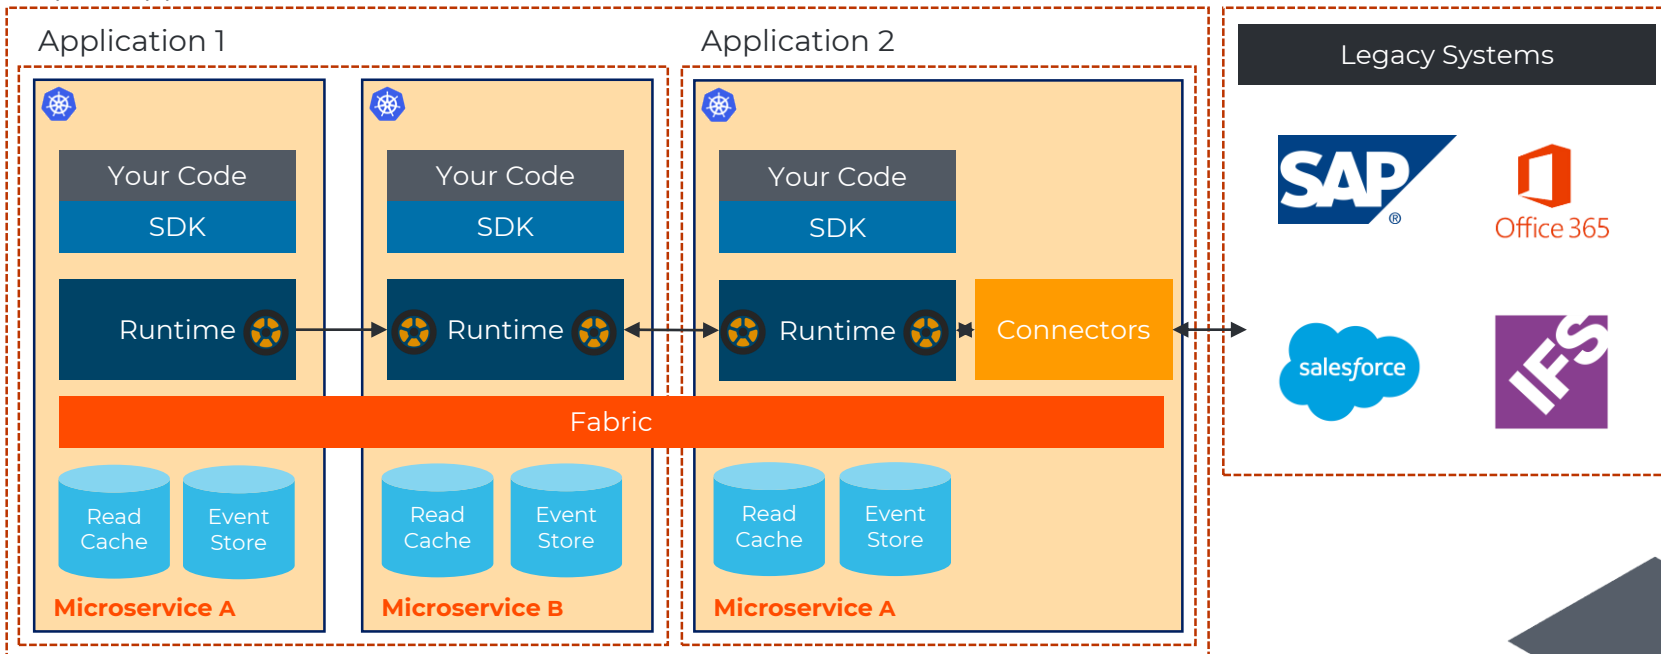 Application 1
Application 2
Legacy Systems
Your Code
SDK
Runtime
Your Code
SDK
Runtime
Your Code
SDK
Runtime
Connectors
Fabric
Read
Cache
Event
Store
Read
Cache
Event
Store
Read
Cache
Event
Store
Microservice A
Microservice B
Microservice A
SAP
®
Office 365
salesforce
IFS